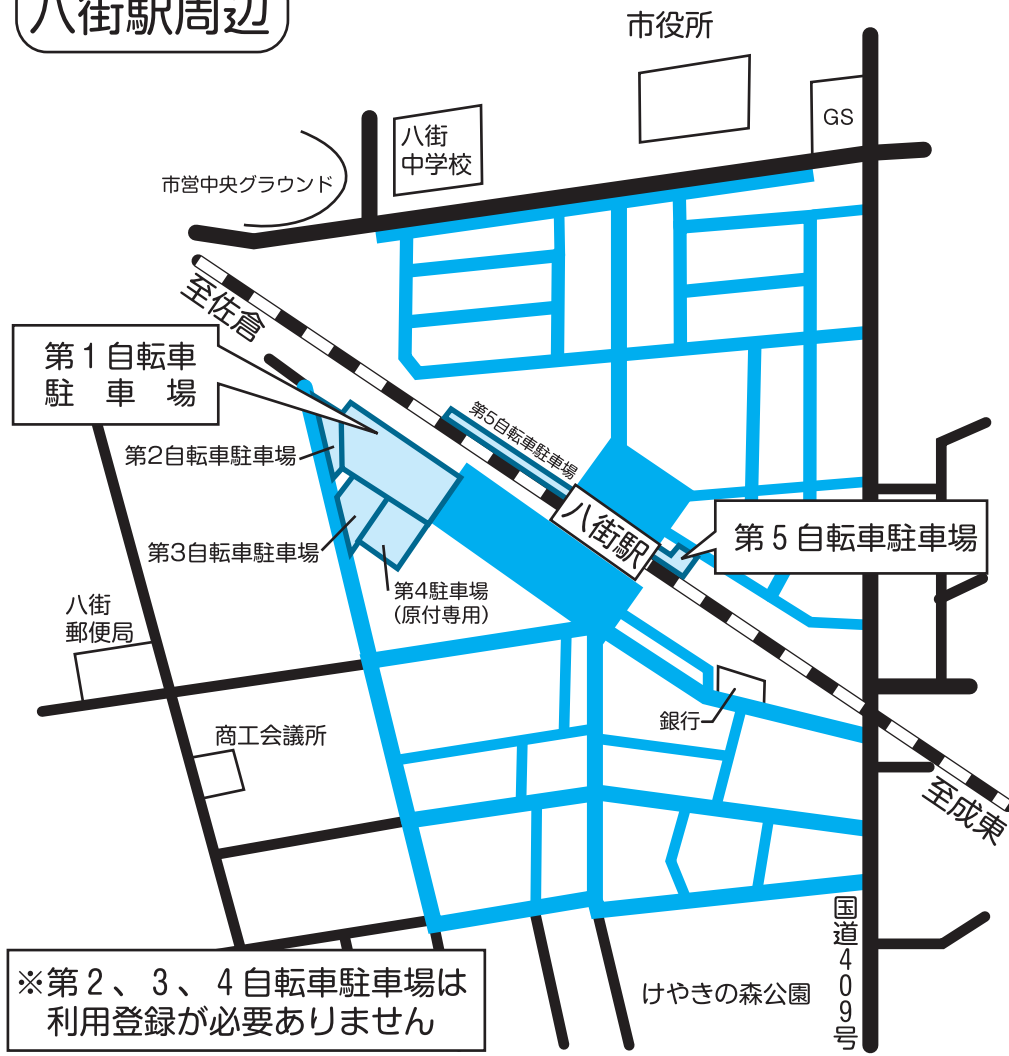 八街駅周辺
市役所
GS
八街
中学校
市営中央グラウンド
至佐倉
第1自転車
駐車場
第5自転車駐車場
第2自転車駐車場
八街駅
第5自転車駐車場
第3自転車駐車場
第4駐車場
(原付専用)
八街
郵便局
銀行
商工会議所
至成東
国道409号
けやきの森公園
※第2、3、4自転車駐車場は
利用登録が必要ありません